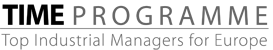 TIME PROGRAMME
Top Industrial Managers for Europe